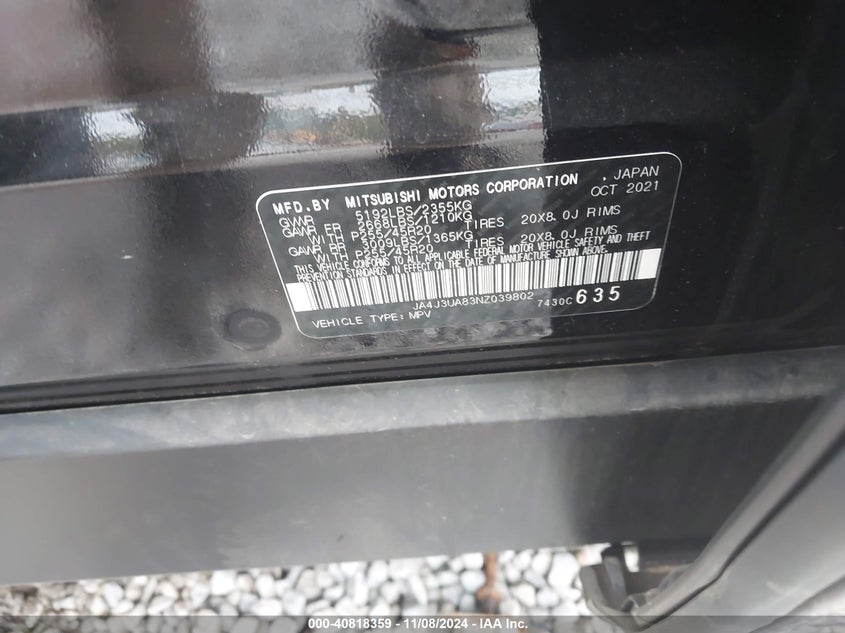 MFD.BY MITSUBISHI MOTORS CORPORATION , JAPAN
GVWR 5192LBS/2355KG OCT 2021
GAWR FR 2668LBS/1210KG
WITH P255/45R20 TIRES 20X8.0J RIMS
GAWR RR 3009LBS/1365KG
WITH P255/45R20 TIRES 20X8.0J RIMS
THIS VEHICLE CONFORMS TO ALL APPLICABLE FEDERAL MOTOR VEHICLE SAFETY AND THEFT
PREVENTION STANDARDS IN EFFECT ON THE DATE OF MANUFACTURE SHOWN ABOVE.
JA4J3UA83NZ039802 7430C 635
VEHICLE TYPE: MPV
000-40818359 - 11/08/2024 - IAA Inc.